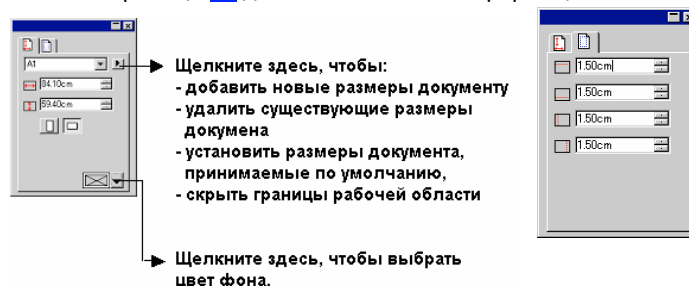 A1
84.10cm
59.40cm
Щелкните здесь, чтобы:
- добавить новые размеры документу
- удалить существующие размеры
докумена
- установить размеры документа,
принимаемые по умолчанию,
- скрыть границы рабочей области
Щелкните здесь, чтобы выбрать
цвет фона.
1.50cm
1.50cm
1.50cm
1.50cm